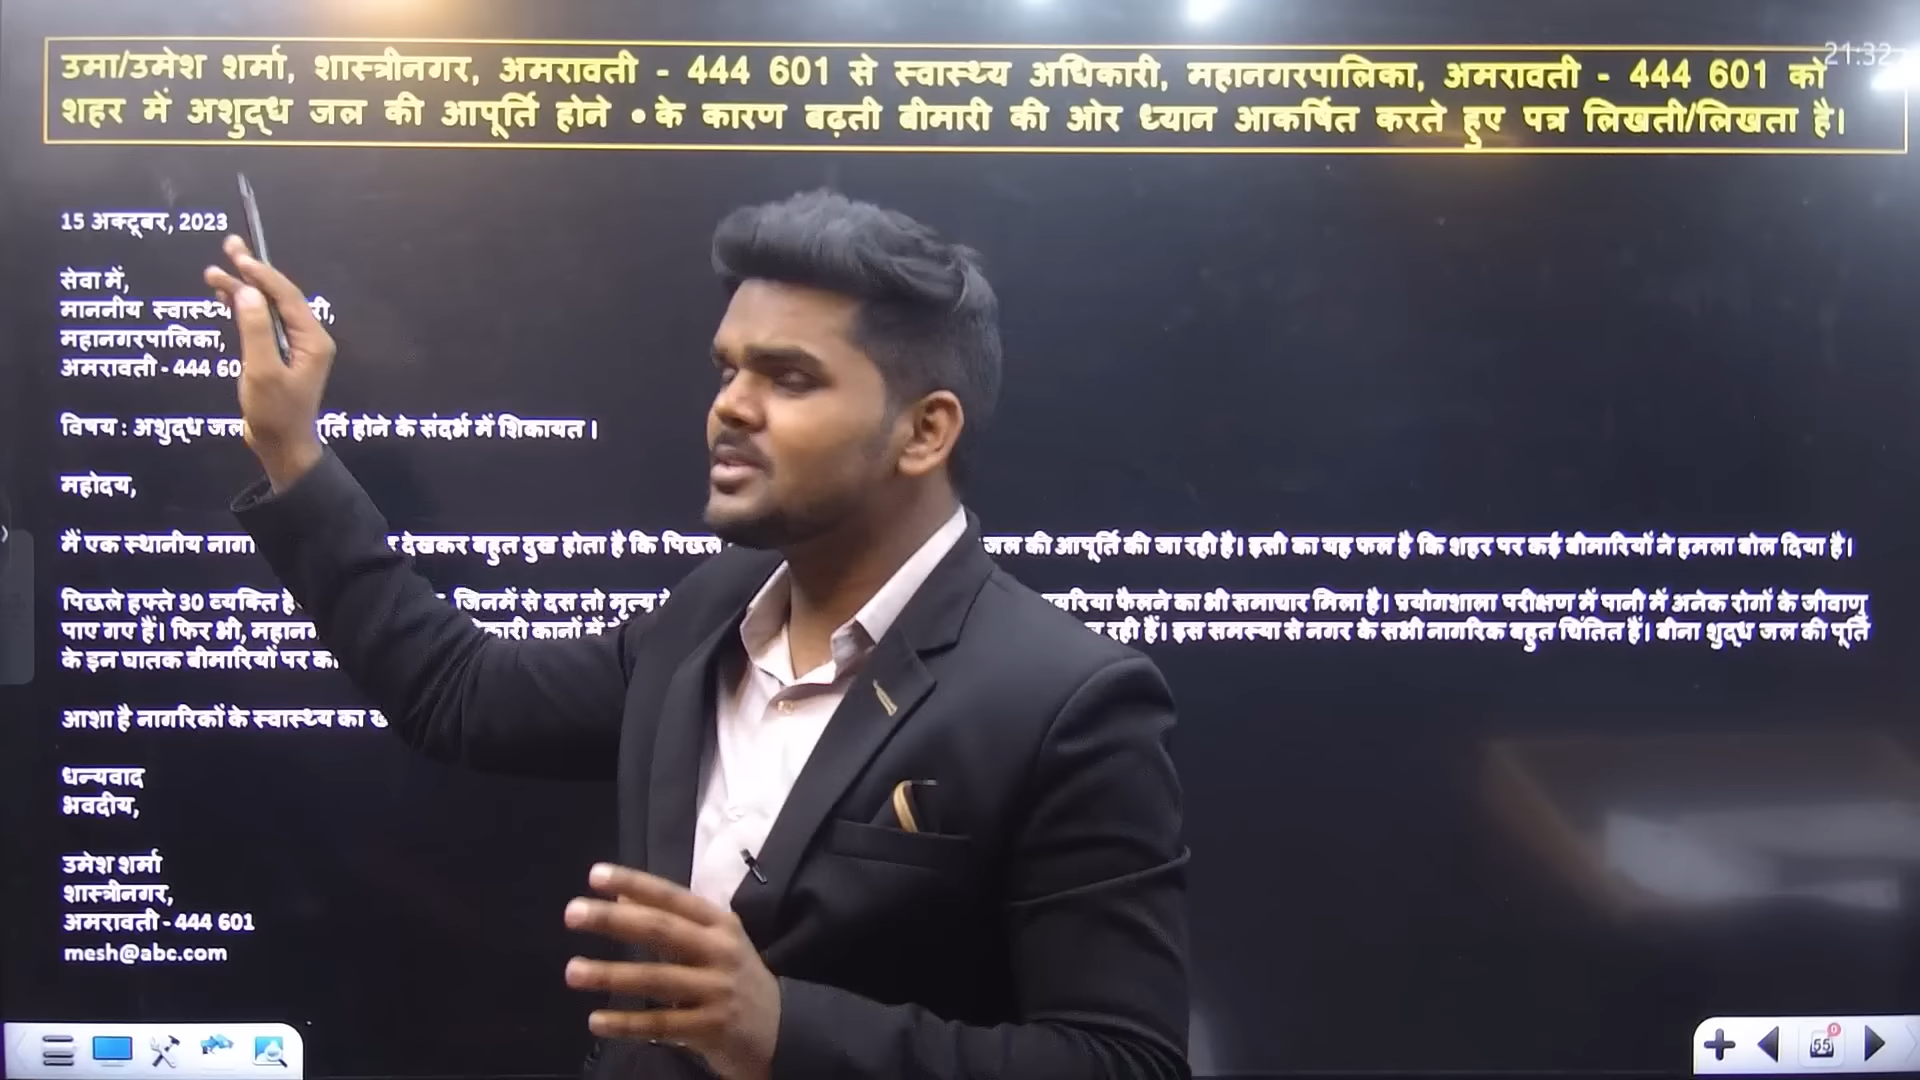 21:32
उमा/उमेश शर्मा, शास्त्रीनगर, अमरावती - 444 601 से स्वास्थ्य अधिकारी, महानगरपालिका, अमरावती - 444 601 को
शहर में अशुद्ध जल की आपूर्ति होने • के कारण बढ़ती बीमारी की ओर ध्यान आकर्षित करते हुए पत्र लिखती/लिखता है।
15 अक्टूबर, 2023
सेवा में,
माननीय स्वास्थ्य
महानगरपालिका,
अमरावती - 444
विषय : अशुद्ध जल होने के संदर्भ में शिकायत ।
महोदय,
मैं एक स्थानीय देखकर बहुत दुख होता है कि पिछले जल की आपूर्ति की जा रही है। इसी का यह फल है कि शहर पर कई बीमारियों ने हमला बोल दिया है।
पिछले हफ्ते 30 व्यक्ति जिनमें से दस तो मृत्यु फैलने का भी समाचार मिला है। प्रयोगशाला परीक्षण में पानी में अनेक रोगों के जीवाणु
पाए गए हैं। फिर भी, कानों में रही हैं। इस समस्या से नगर के सभी नागरिक बहुत चिंतित हैं। बीना शुद्ध जल की पूर्ति
के इन घातक बीमारियों पर
आशा है नागरिकों के स्वास्थ्य का
धन्यवाद
भवदीय,
उमेश शर्मा
शास्त्रीनगर,
अमरावती - 444 601
mesh@abc.com
0
55